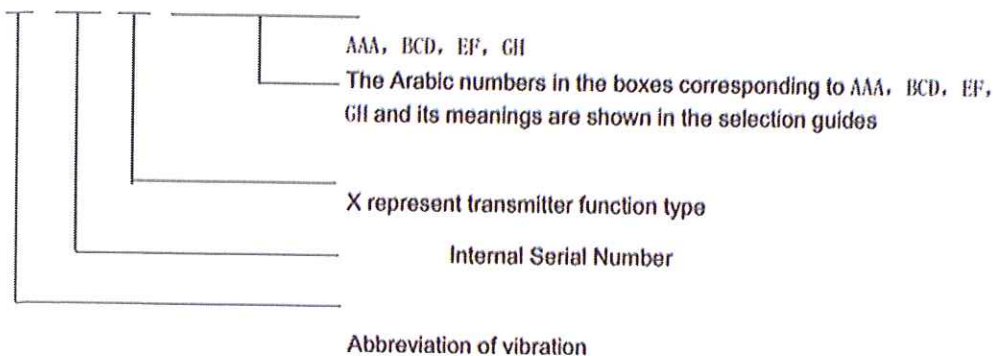 AAA, BCD, EF, GH
The Arabic numbers in the boxes corresponding to AAA, BCD, EF,
GH and its meanings are shown in the selection guides
X represent transmitter function type
Internal Serial Number
Abbreviation of vibration